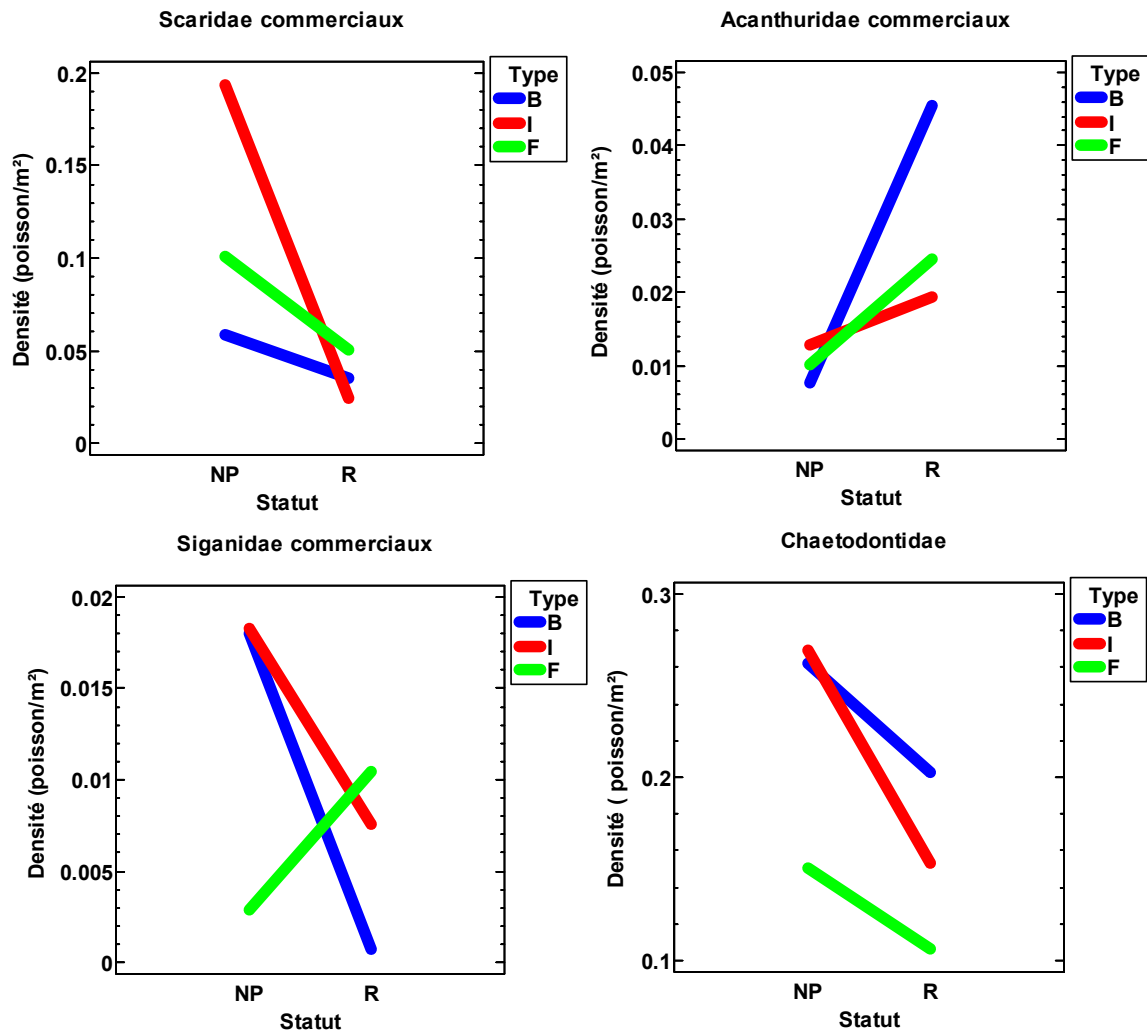 Scaridae commerciaux
Densité (poisson/m²)
0.2
0.15
0.1
0.05
0
NP R
Statut
Type
B
I
F
Acanthuridae commerciaux
Densité (poisson/m²)
0.05
0.04
0.03
0.02
0.01
0
NP R
Statut
Type
B
I
F
Siganidae commerciaux
Densité (poisson/m²)
0.02
0.015
0.01
0.005
0
NP R
Statut
Type
B
I
F
Chaetodontidae
Densité ( poisson/m²)
0.3
0.2
0.1
NP R
Statut
Type
B
I
F